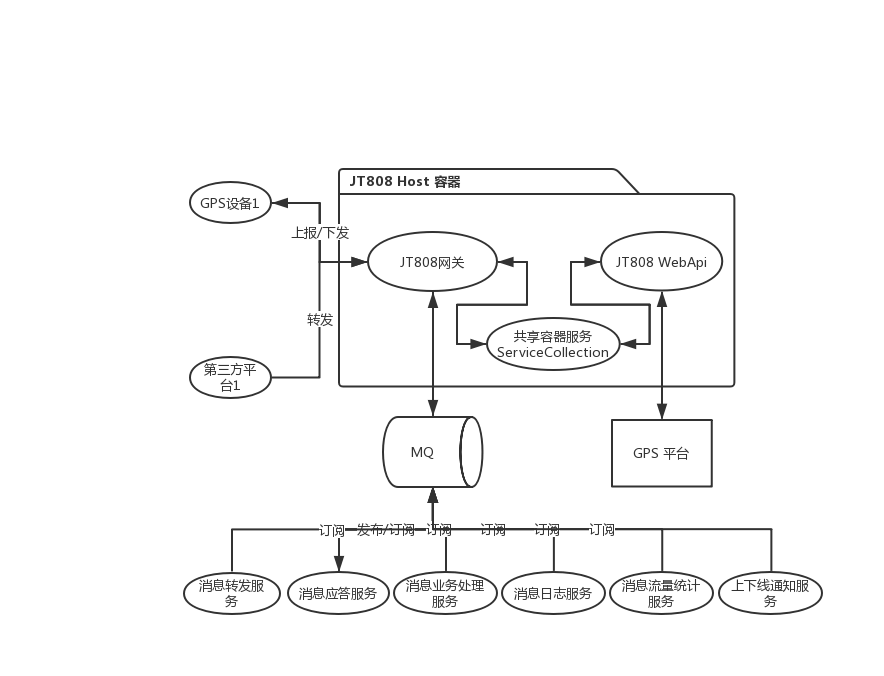 JT808 Host 容器
GPS设备1
上报/下发
JT808网关
JT808 WebApi
转发
共享容器服务
ServiceCollection
第三方平
台1
MQ
GPS 平台
订阅
发布/订阅
订阅
订阅
订阅
订阅
消息转发服
务
消息应答服务
消息业务处理
服务
消息日志服务
消息流量统计
服务
上下线通知服
务